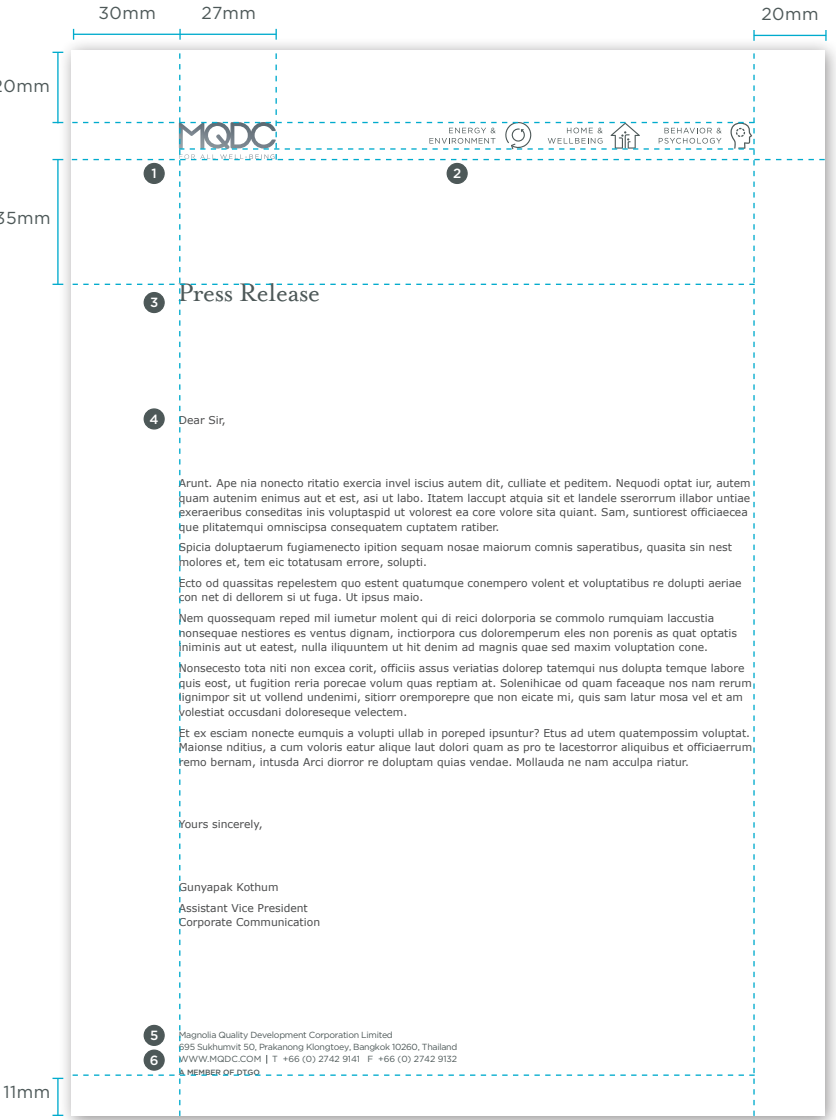 30mm 27mm 20mm
20mm
MQDC
FOR ALL WELL-BEING
ENERGY &
ENVIRONMENT
HOME &
WELLBEING
BEHAVIOR &
PSYCHOLOGY
1
2
35mm
3
Press Release
4
Dear Sir,
Arunt. Ape nia nonecto ritatio exercia invel iscius autem dit, culliate et peditem. Nequodi optat iur, autem
quam autenim enimus aut et est, asi ut labo. Itatem laccupt atquia sit et landele sserorrum illabor untiae
exeraeribus conseditas inis voluptaspid ut volorest ea core volore sita quiant. Sam, suntiorest officiaecea
que plitatemqui omniscipsa consequatem cuptatem ratiber.
Spicia doluptaerum fugiamenecto ipition sequam nosae maiorum comnis saperatibus, quasita sin nest
molores et, tem eic totatusam errore, solupti.
Ecto od quassitas repelestem quo estent quatumque conempero volent et voluptatibus re dolupti aeriae
con net di dellorem si ut fuga. Ut ipsus maio.
Nem quossequam reped mil iumetur molent qui di reici dolorporia se commolo rumquiam laccustia
nonsequae nestiores es ventus dignam, inctiorpora cus doloremperum eles non porenis as quat optatis
iniminis aut ut eatest, nulla iliquuntem ut hit denim ad magnis quae sed maxim voluptation cone.
Nonsecesto tota niti non excea corit, officiis assus veriatias dolorep tatemqui nus dolupta temque labore
quis eost, ut fugition reria porecae volum quas reptiam at. Solenihicae od quam faceaque nos nam rerum
lignimpor sit ut vollend undenimi, sitiorr oremporepre que non eicate mi, quis sam latur mosa vel et am
volestiat occusdani doloreseque velectem.
Et ex esciam nonecte eumquis a volupti ullab in poreped ipsuntur? Etus ad utem quatempossim voluptat.
Maionse nditius, a cum voloris eatur alique laut dolori quam as pro te lacestorror aliquibus et officiaerrum
remo bernam, intusda Arci diorror re doluptam quias vendae. Mollauda ne nam acculpa riatur.
Yours sincerely,
Gunyapak Kothum
Assistant Vice President
Corporate Communication
5
Magnolia Quality Development Corporation Limited
695 Sukhumvit 50, Prakanong Klongtoey, Bangkok 10260, Thailand
6
WWW.MQDC.COM | T +66 (0) 2742 9141 F +66 (0) 2742 9132
A MEMBER OF DTGO
11mm